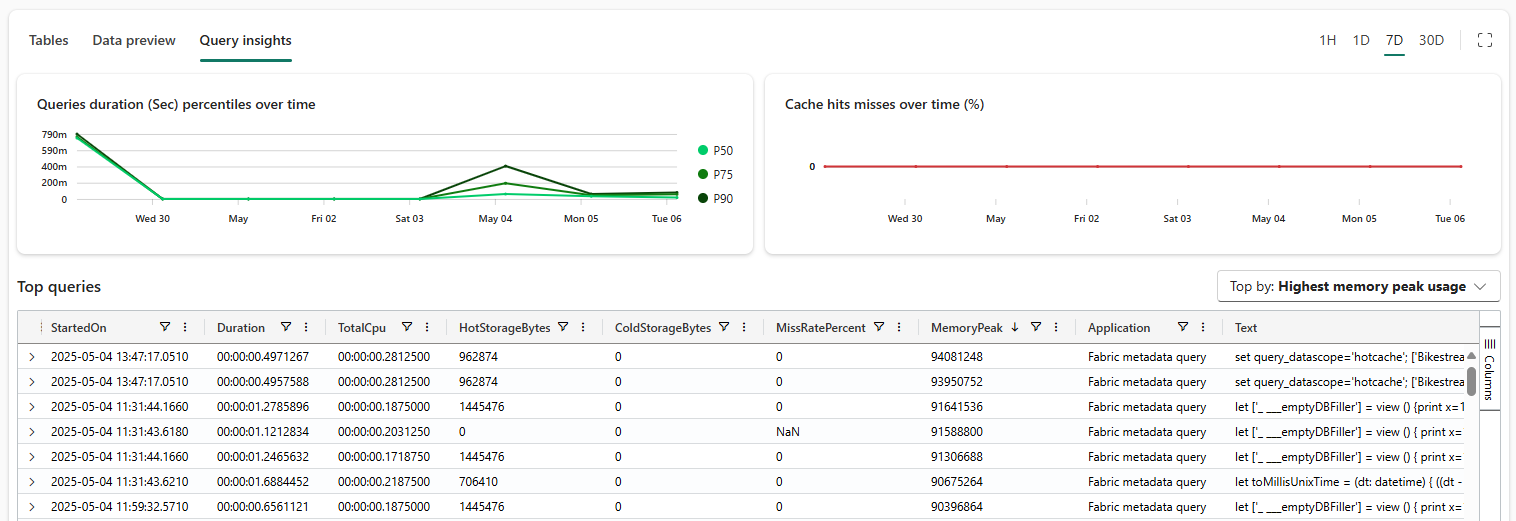 Tables Data preview Query insights 1H 1D 7D 30D
Queries duration (Sec) percentiles over time
790m
590m
400m
200m
0
Wed 30 May Fri 02 Sat 03 May 04 Mon 05 Tue 06
P50
P75
P90
Cache hits misses over time (%)
0
Wed 30 May Fri 02 Sat 03 May 04 Mon 05 Tue 06
Top queries
Top by: Highest memory peak usage
StartedOn Duration TotalCpu HotStorageBytes ColdStorageBytes MissRatePercent MemoryPeak Application Text
2025-05-04 13:47:17.0510 00:00:00.4971267 00:00:00.2812500 962874 0 0 94081248 Fabric metadata query set query_datascope='hotcache'; ['Bikestrea
2025-05-04 13:47:17.0510 00:00:00.4957588 00:00:00.2812500 962874 0 0 93950752 Fabric metadata query set query_datascope='hotcache'; ['Bikestrea
2025-05-04 11:31:44.1660 00:00:01.2785896 00:00:00.1875000 1445476 0 0 91641536 Fabric metadata query let ['_ ___emptyDBFiller'] = view () {print x=1
2025-05-04 11:31:43.6180 00:00:01.1212834 00:00:00.2031250 0 0 NaN 91588800 Fabric metadata query let ['_ ___emptyDBFiller'] = view () { print x=
2025-05-04 11:31:44.1660 00:00:01.2465632 00:00:00.1718750 1445476 0 0 91306688 Fabric metadata query let ['_ ___emptyDBFiller'] = view () { print x=
2025-05-04 11:31:43.6210 00:00:01.6884452 00:00:00.2187500 706410 0 0 90675264 Fabric metadata query let toMillisUnixTime = (dt: datetime) { ((dt -
2025-05-04 11:59:32.5710 00:00:00.6561121 00:00:00.1875000 1445476 0 0 90396864 Fabric metadata query let ['_ ___emptyDBFiller'] = view () { print x=
Columns